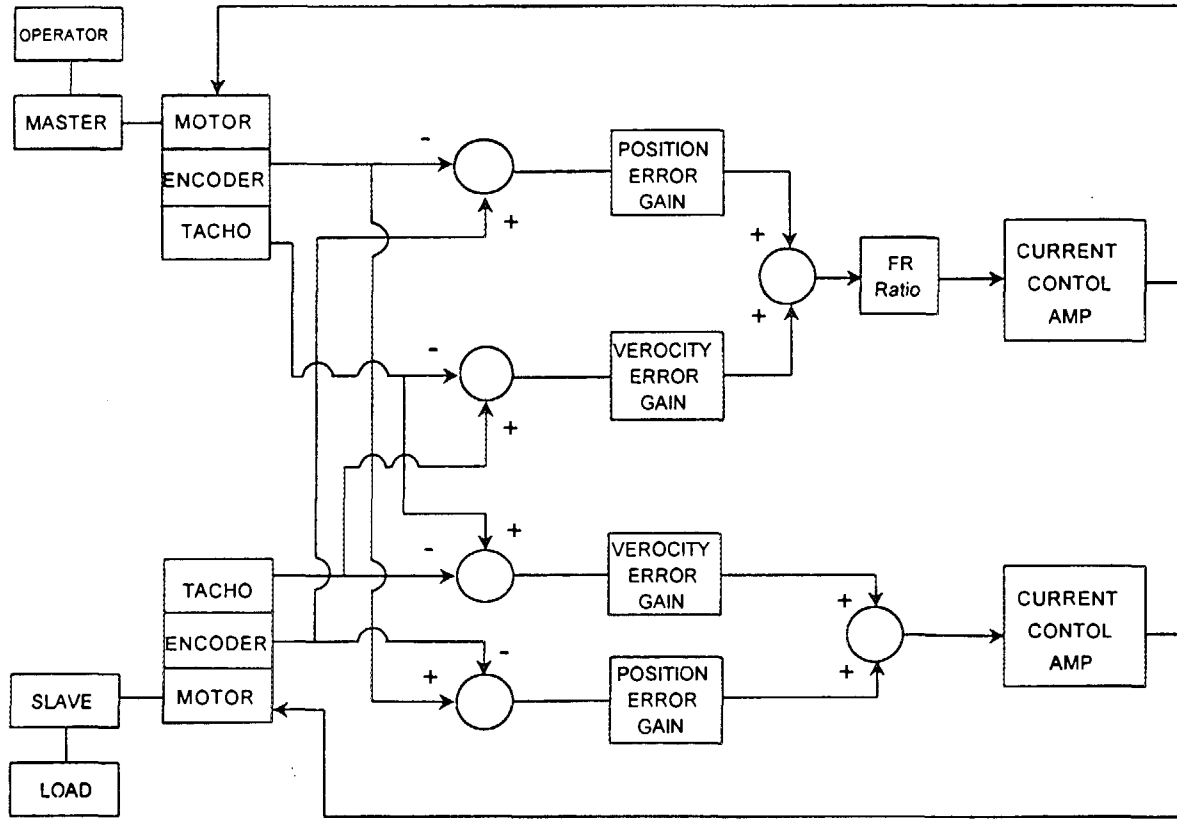 OPERATOR
MASTER
MOTOR
ENCODER
TACHO
-
+
POSITION
ERROR
GAIN
+
+
FR
Ratio
CURRENT
CONTOL
AMP
-
+
VEROCITY
ERROR
GAIN
TACHO
ENCODER
MOTOR
SLAVE
LOAD
+
-
VEROCITY
ERROR
GAIN
-
+
POSITION
ERROR
GAIN
+
+
CURRENT
CONTOL
AMP